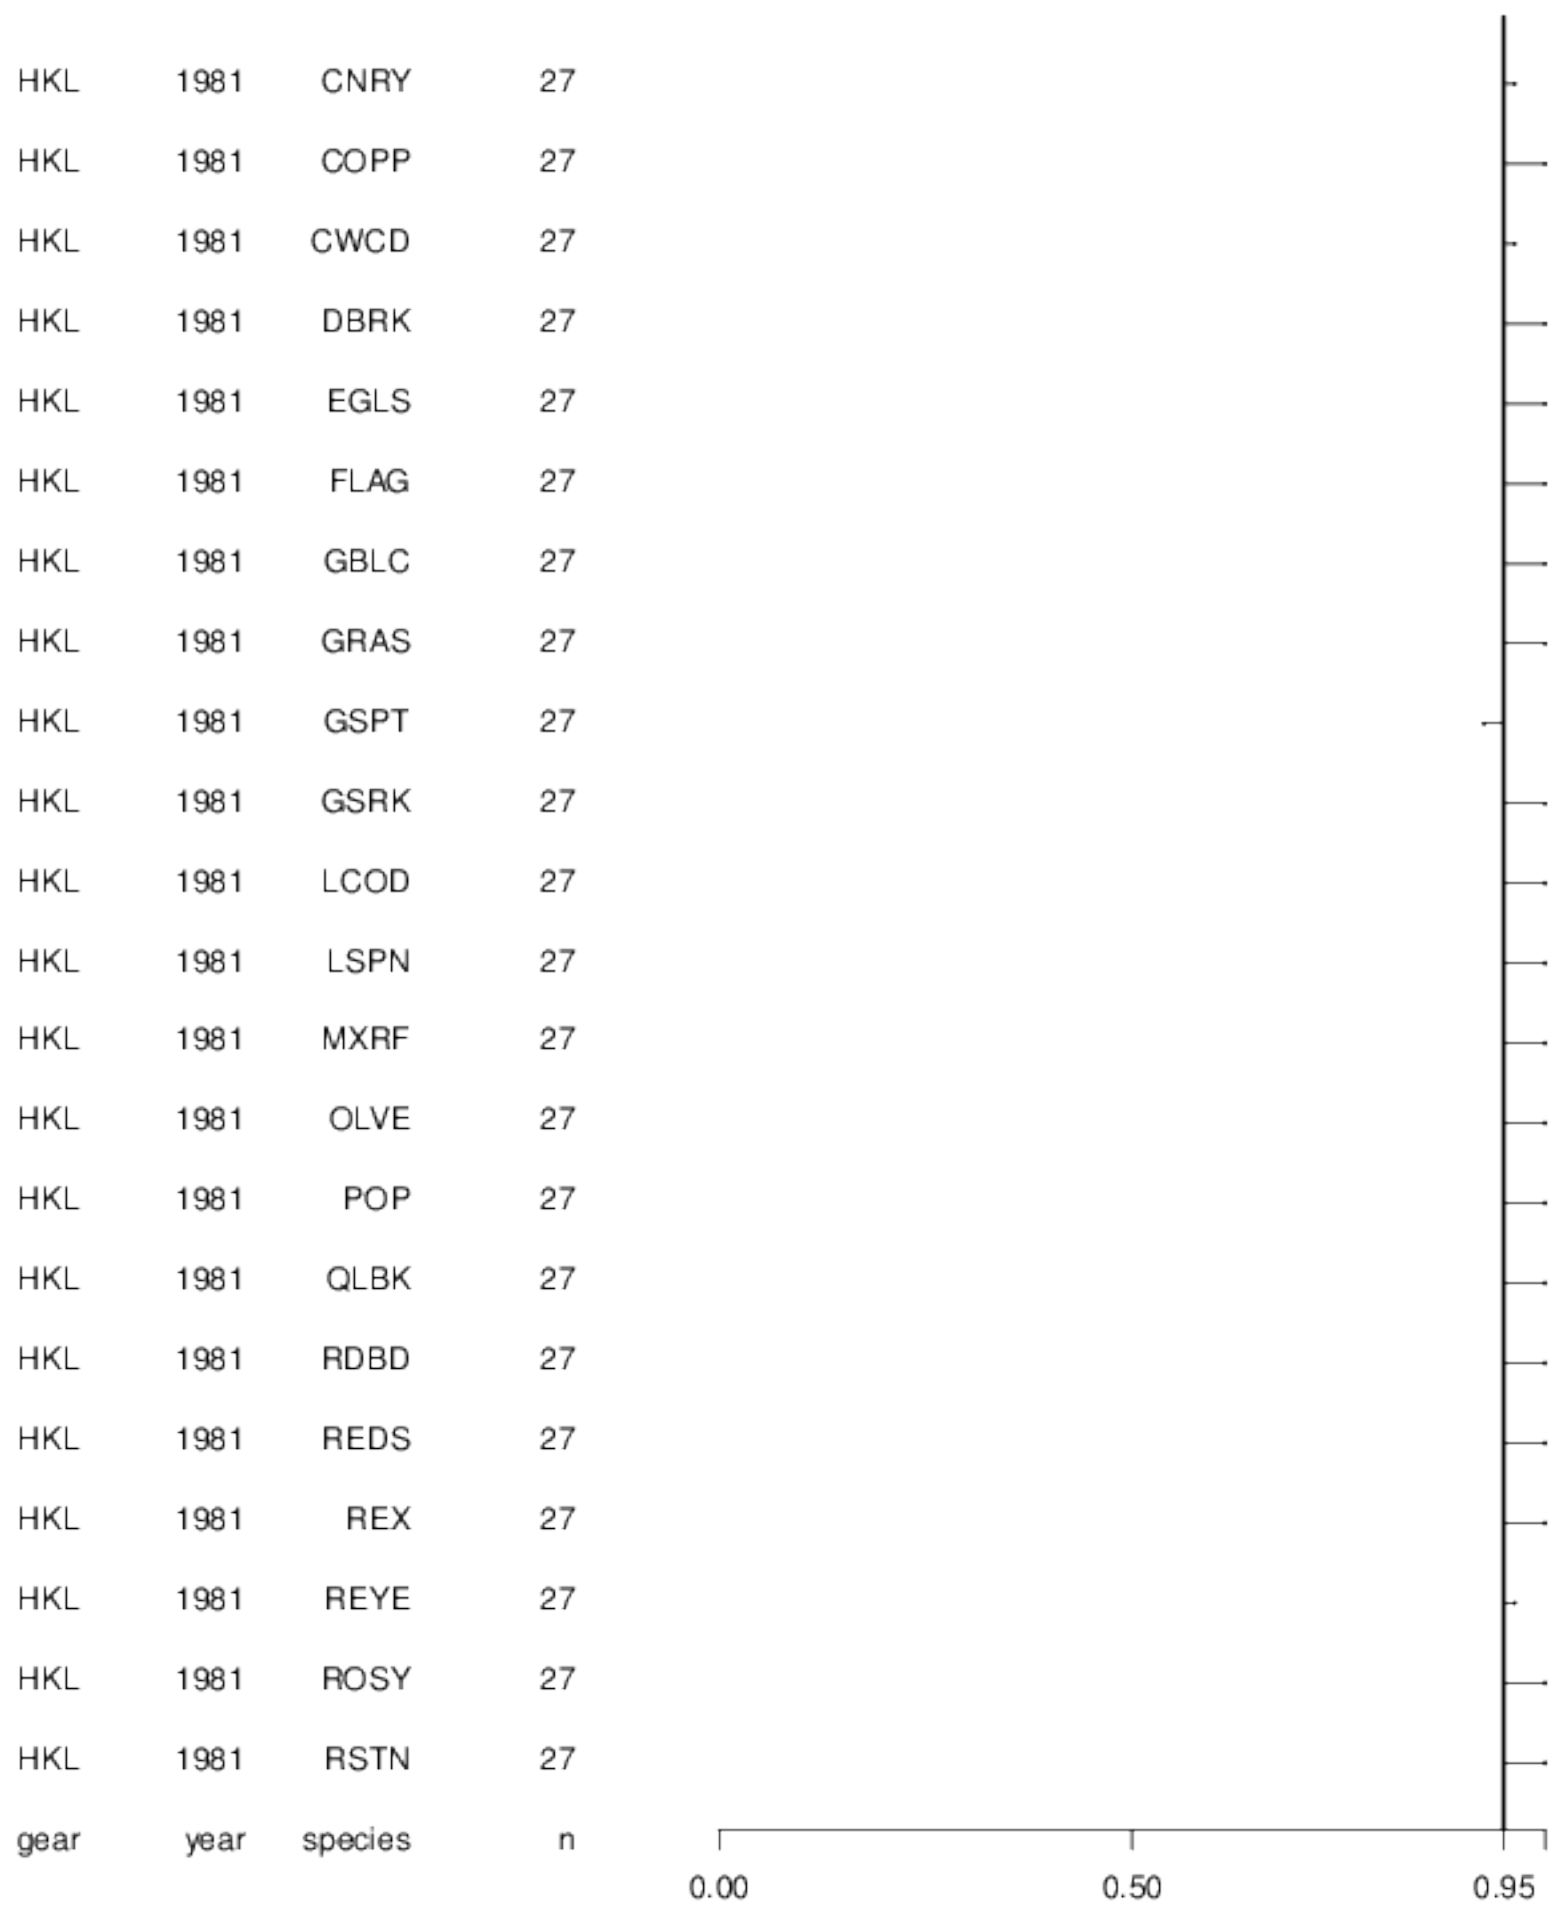 HKL 1981 CNRY 27
HKL 1981 COPP 27
HKL 1981 CWCD 27
HKL 1981 DBRK 27
HKL 1981 EGLS 27
HKL 1981 FLAG 27
HKL 1981 GBLC 27
HKL 1981 GRAS 27
HKL 1981 GSPT 27
HKL 1981 GSRK 27
HKL 1981 LCOD 27
HKL 1981 LSPN 27
HKL 1981 MXRF 27
HKL 1981 OLVE 27
HKL 1981 POP 27
HKL 1981 QLBK 27
HKL 1981 RDBD 27
HKL 1981 REDS 27
HKL 1981 REX 27
HKL 1981 REYE 27
HKL 1981 ROSY 27
HKL 1981 RSTN 27
gear year species n
0.00 0.50 0.95